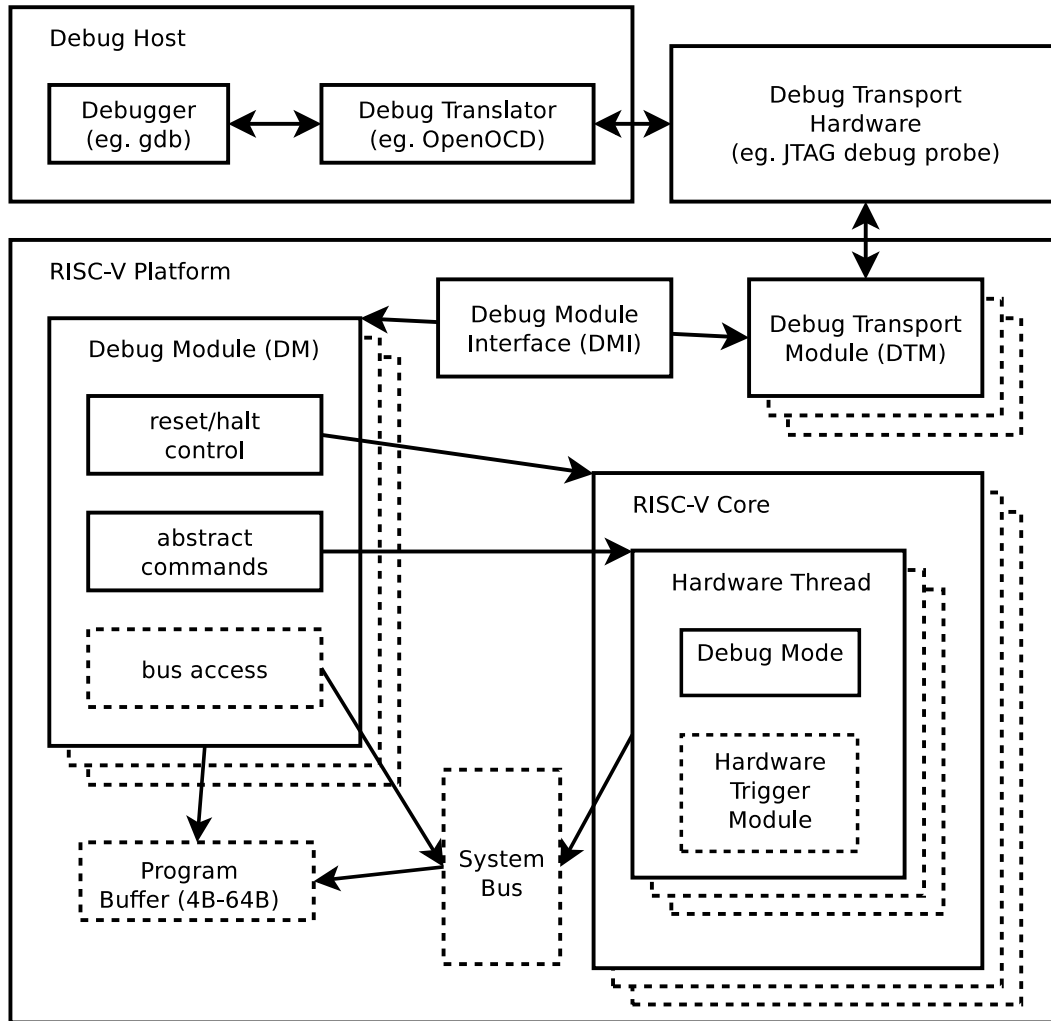 Debug Host
Debugger
(eg. gdb)
Debug Translator
(eg. OpenOCD)
Debug Transport
Hardware
(eg. JTAG debug probe)
RISC-V Platform
Debug Module (DM)
Debug Module
Interface (DMI)
Debug Transport
Module (DTM)
reset/halt
control
abstract
commands
bus access
RISC-V Core
Hardware Thread
Debug Mode
Hardware
Trigger
Module
System
Bus
Program
Buffer (4B-64B)